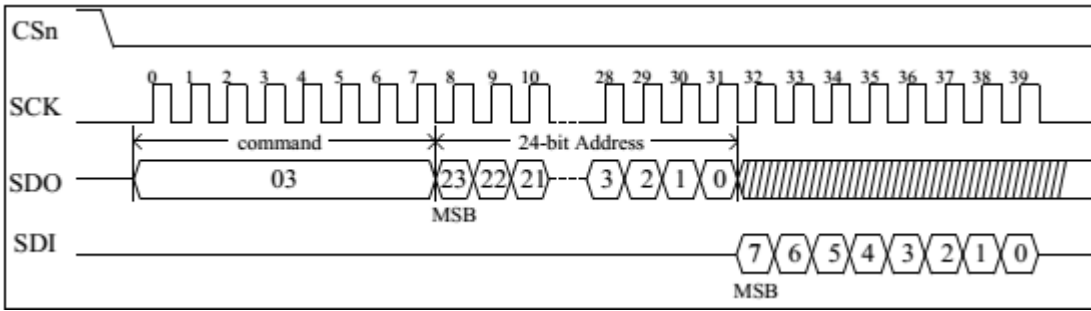 CSn
0 1 2 3 4 5 6 7 8 9 10 28 29 30 31 32 33 34 35 36 37 38 39
SCK
command 24-bit Address
SDO 03 23 22 21 3 2 1 0
MSB
SDI 7 6 5 4 3 2 1 0
MSB